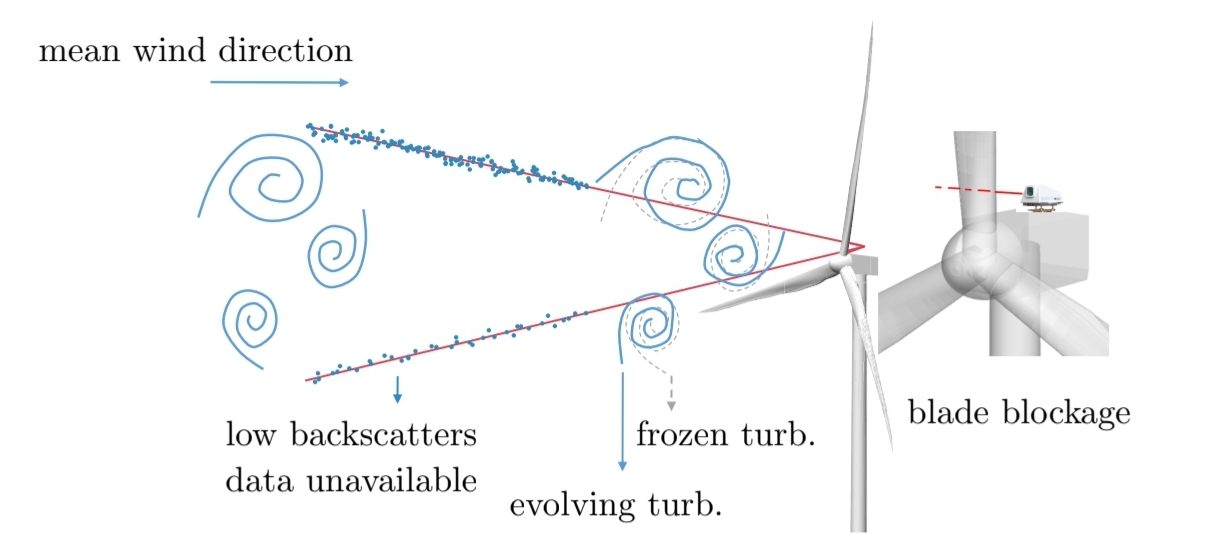 mean wind direction
low backscatters
data unavailable
frozen turb.
evolving turb.
blade blockage